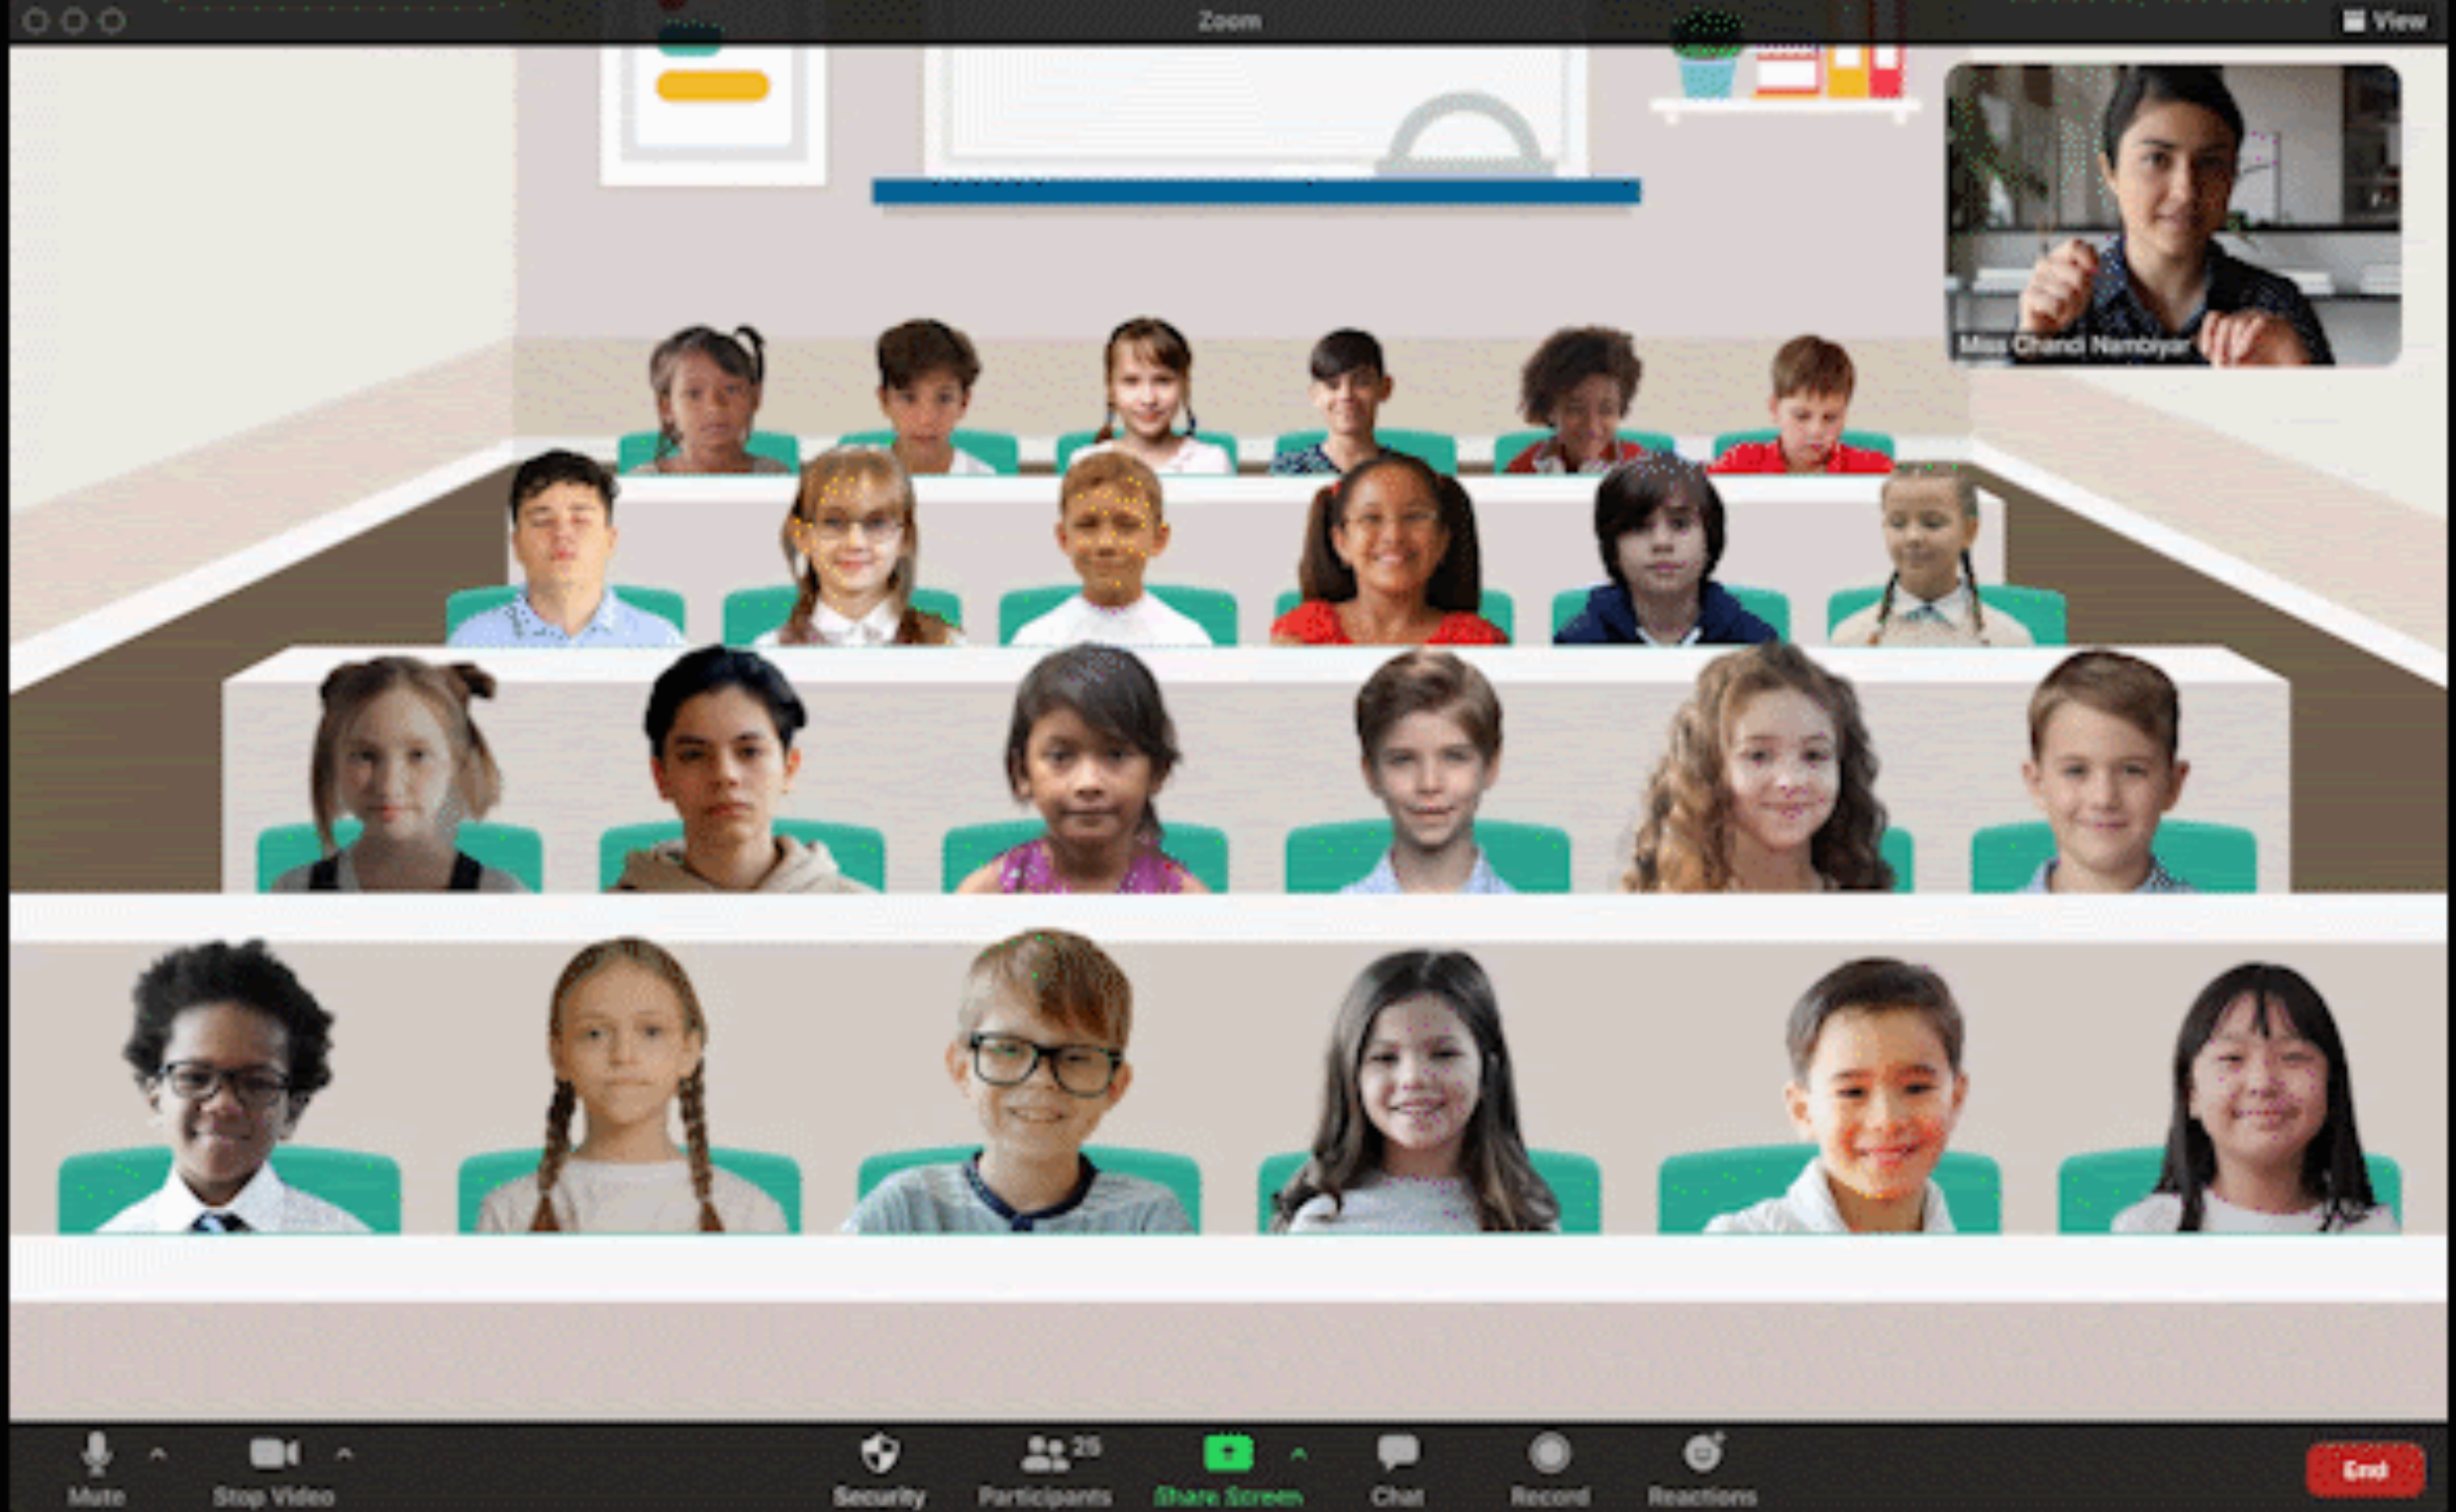 Zoom
View
Miss Chandi Nambiyar
25
Mute
Stop Video
Security
Participants
Share Screen
Chat
Record
Reactions
End